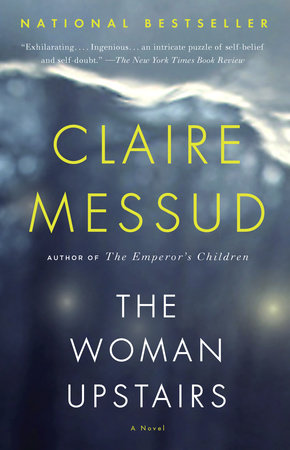 NATIONAL BESTSELLER
“Exhilarating. . . . Ingenious . . . an intricate puzzle of self-belief
and self-doubt.” —The New York Times Book Review
CLAIRE
MESSUD
AUTHOR OF The Emperor’s Children
THE
WOMAN
UPSTAIRS
A Novel